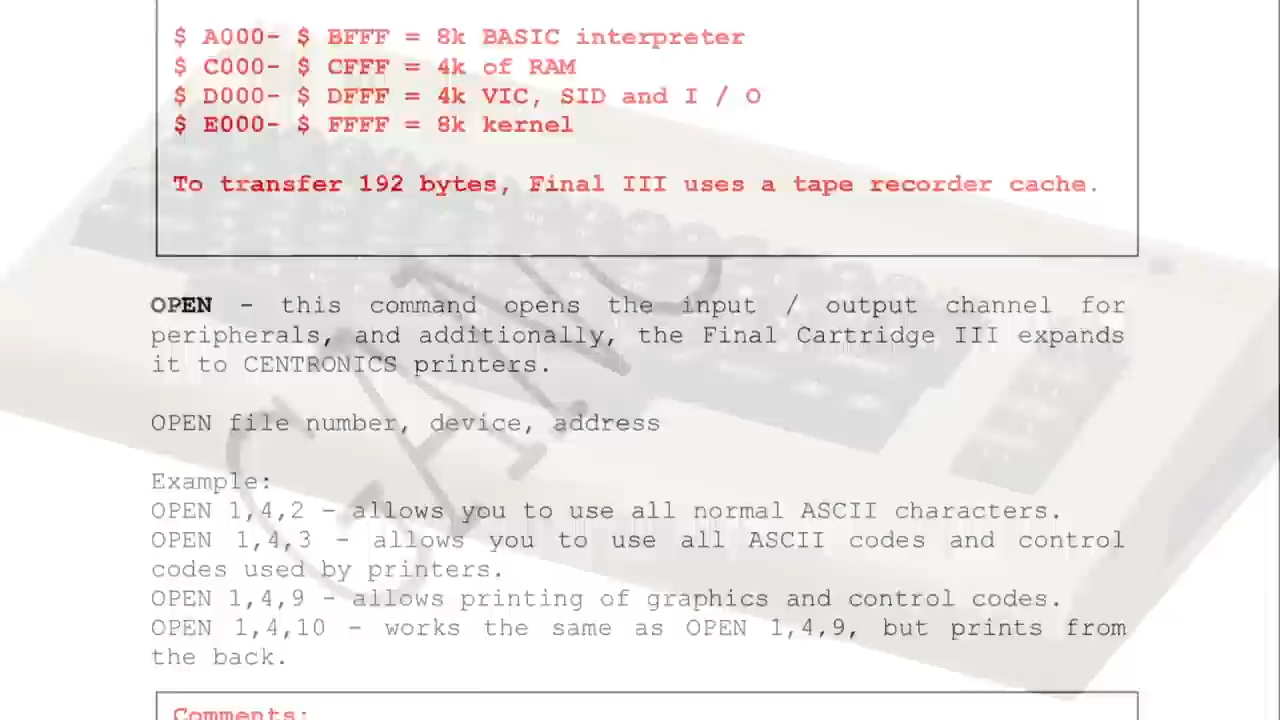 $ A000- $ BFFF = 8k BASIC interpreter
$ C000- $ CFFF = 4k of RAM
$ D000- $ DFFF = 4k VIC, SID and I / O
$ E000- $ FFFF = 8k kernel
To transfer 192 bytes, Final III uses a tape recorder cache.
OPEN - this command opens the input / output channel for
peripherals, and additionally, the Final Cartridge III expands
it to CENTRONICS printers.
OPEN file number, device, address
Example:
OPEN 1,4,2 - allows you to use all normal ASCII characters.
OPEN 1,4,3 - allows you to use all ASCII codes and control
codes used by printers.
OPEN 1,4,9 - allows printing of graphics and control codes.
OPEN 1,4,10 - works the same as OPEN 1,4,9, but prints from
the back.
Comments: